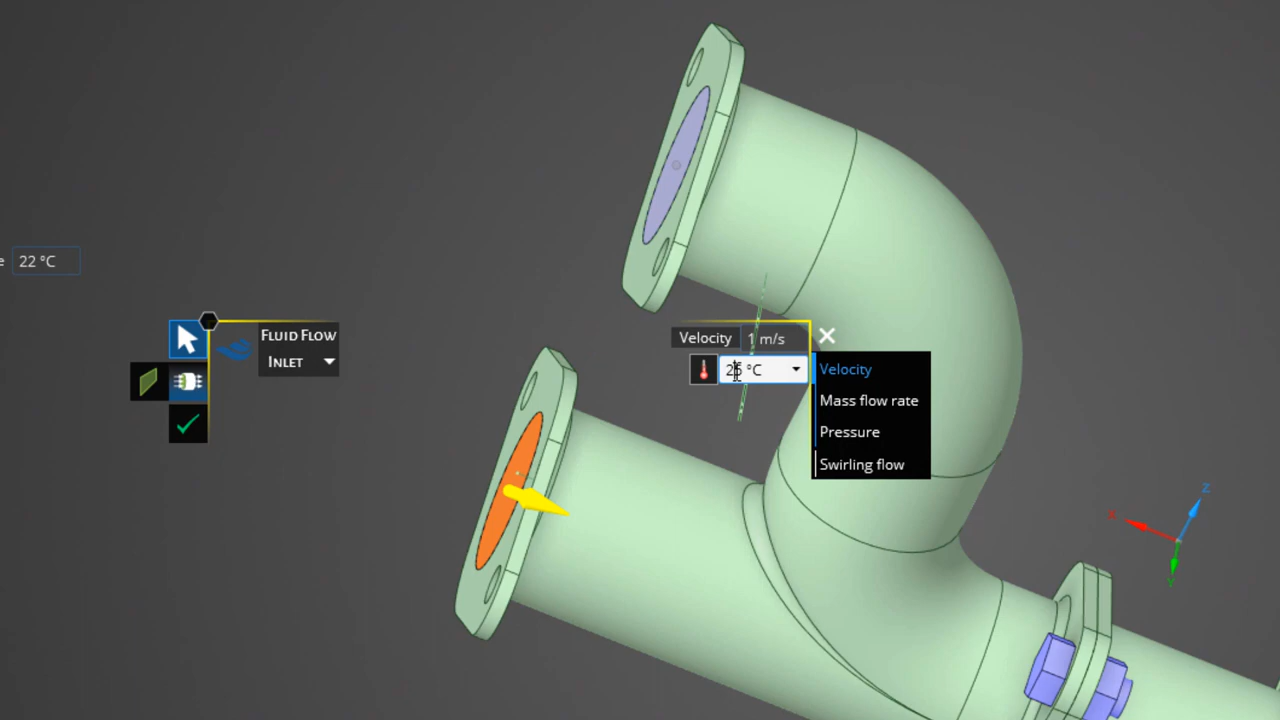 e 22 °C
FLUID FLOW
INLET
Velocity 1 m/s
°C
Velocity
Mass flow rate
Pressure
Swirling flow
Z
X
Y